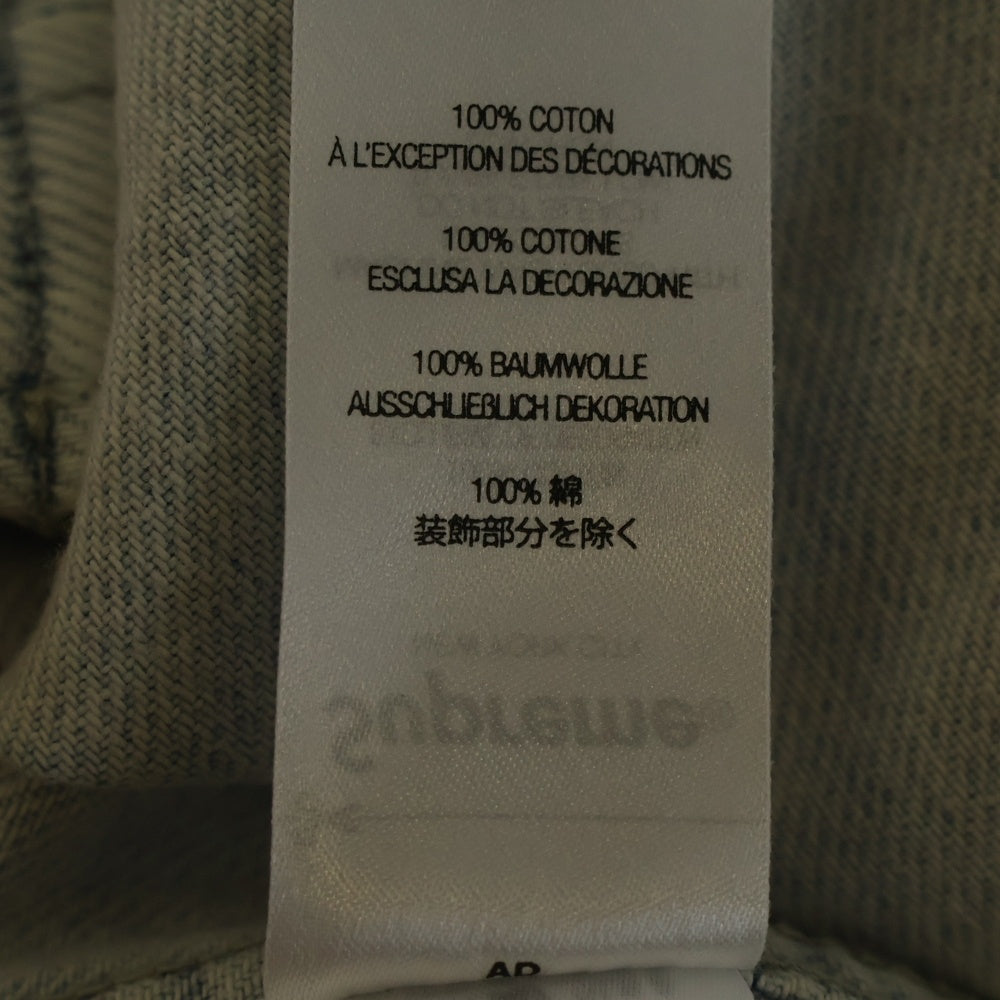 100% COTON
À L'EXCEPTION DES DÉCORATIONS
100% COTONE
ESCLUSA LA DECORAZIONE
100% BAUMWOLLE
AUSSCHLIEßLICH DEKORATION
100% 綿
装飾部分を除く
Supreme®